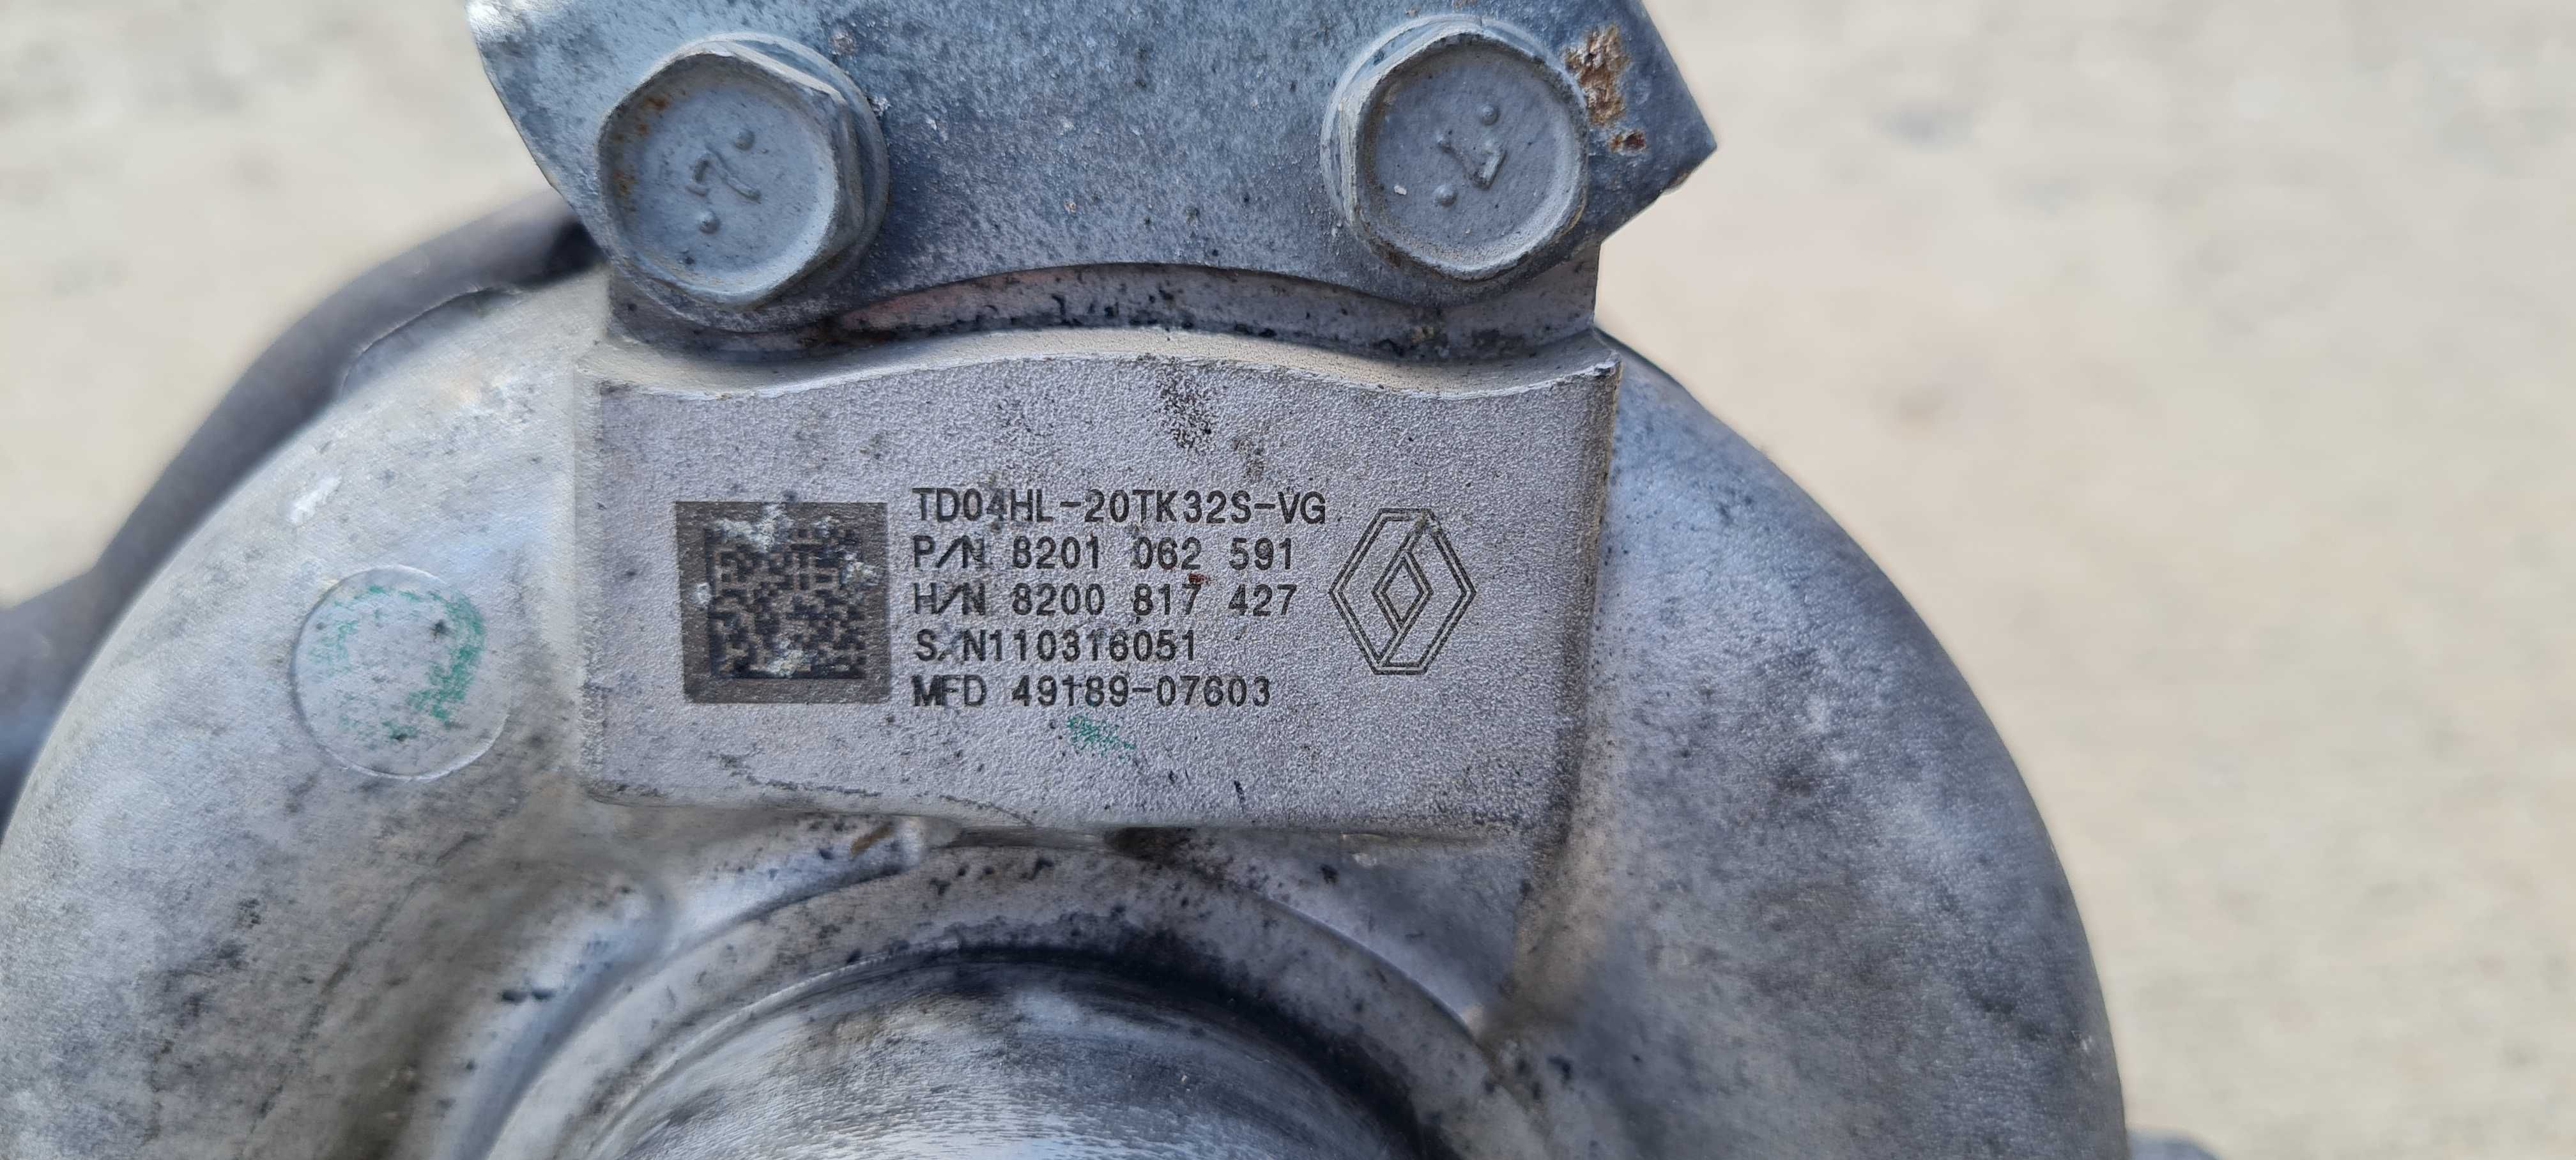 TD04HL-20TK32S-VG
P/N 8201 062 591
H/N 8200 817 427
S/N110316051
MFD 49189-07603